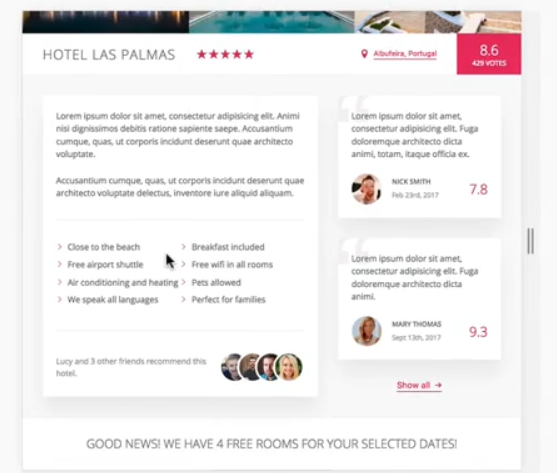 HOTEL LAS PALMAS
Albufeira, Portugal
8.6
429 VOTES
Lorem ipsum dolor sit amet, consectetur adipisicing elit. Animi
nisi dignissimos debitis ratione sapiente saepe. Accusantium
cumque, quas, ut corporis incidunt deserunt quae architecto
voluptate.
Accusantium cumque, quas, ut corporis incidunt deserunt quae
architecto voluptate delectus, inventore iure aliquid aliquam.
Close to the beach
Breakfast included
Free airport shuttle
Free wifi in all rooms
Air conditioning and heating
Pets allowed
We speak all languages
Perfect for families
Lucy and 3 other friends recommend this
hotel.
Lorem ipsum dolor sit amet,
consectetur adipisicing elit. Fuga
doloremque architecto dicta
animi, totam, itaque officia ex.
NICK SMITH
Feb 23rd, 2017
7.8
Lorem ipsum dolor sit amet,
consectetur adipisicing elit. Fuga
doloremque architecto dicta
animi.
MARY THOMAS
Sept 13th, 2017
9.3
Show all →
GOOD NEWS! WE HAVE 4 FREE ROOMS FOR YOUR SELECTED DATES!